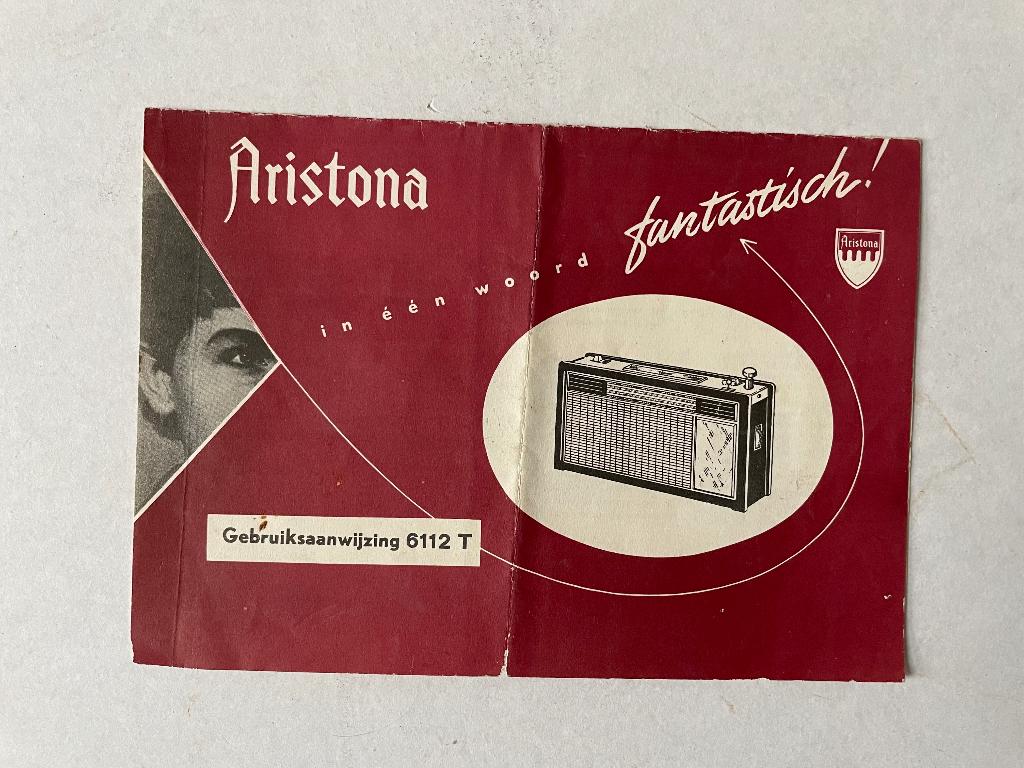 Aristona
in één woord
fantastisch!
Aristona
Gebruiksaanwijzing 6112 T